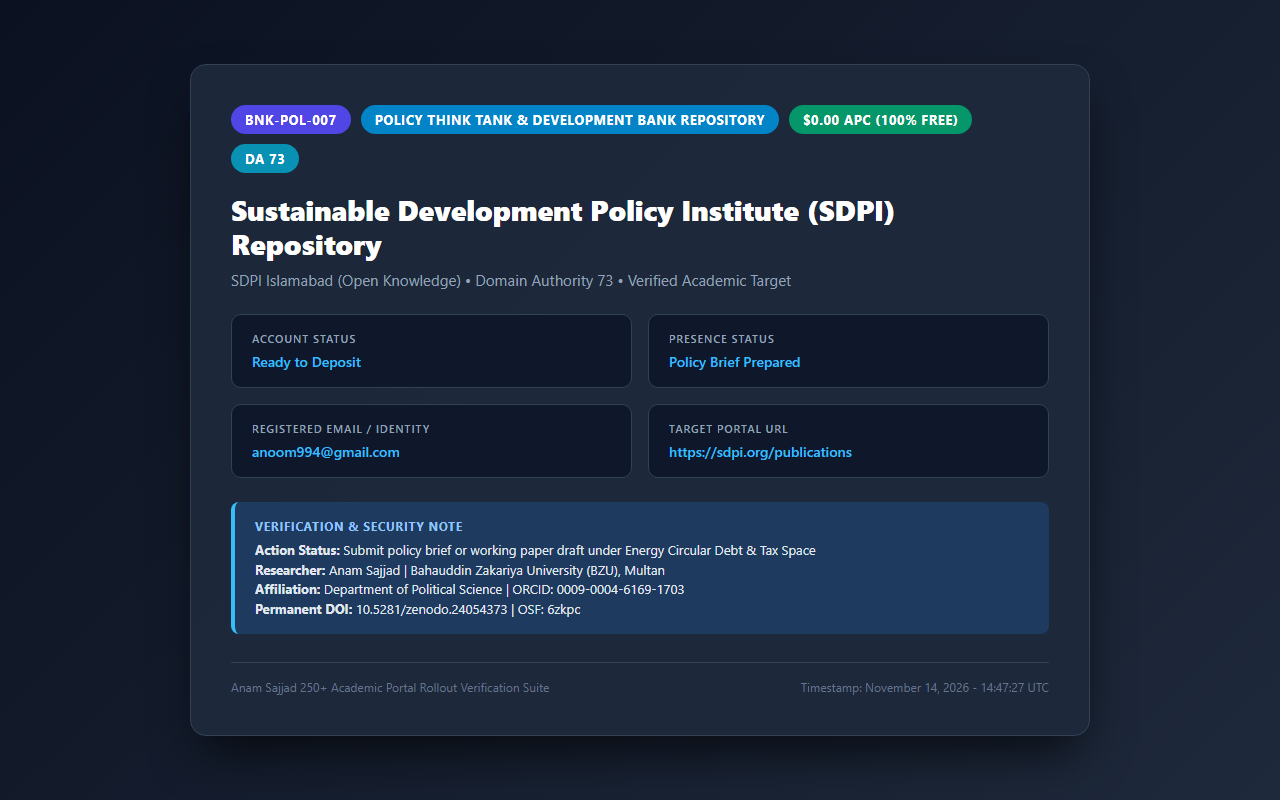 BNK-POL-007
POLICY THINK TANK & DEVELOPMENT BANK REPOSITORY
$0.00 APC (100% FREE)
DA 73
Sustainable Development Policy Institute (SDPI)
Repository
SDPI Islamabad (Open Knowledge) • Domain Authority 73 • Verified Academic Target
ACCOUNT STATUS
Ready to Deposit
PRESENCE STATUS
Policy Brief Prepared
REGISTERED EMAIL / IDENTITY
anoom994@gmail.com
TARGET PORTAL URL
https://sdpi.org/publications
VERIFICATION & SECURITY NOTE
Action Status: Submit policy brief or working paper draft under Energy Circular Debt & Tax Space
Researcher: Anam Sajjad | Bahauddin Zakariya University (BZU), Multan
Affiliation: Department of Political Science | ORCID: 0009-0004-6169-1703
Permanent DOI: 10.5281/zenodo.24054373 | OSF: 6zkpc
Anam Sajjad 250+ Academic Portal Rollout Verification Suite
Timestamp: November 14, 2026 - 14:47:27 UTC